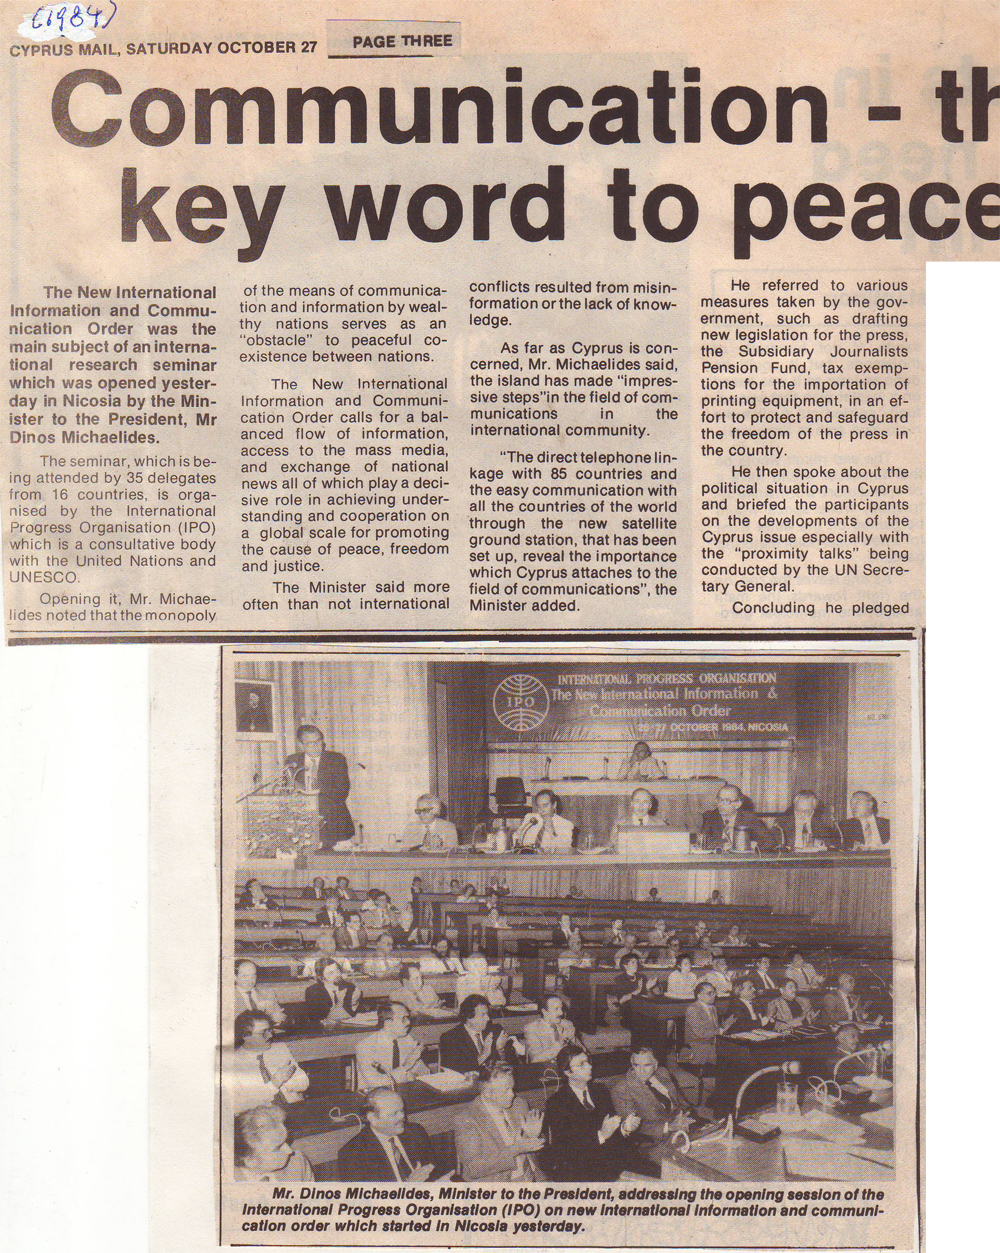 (1984)
CYPRUS MAIL, SATURDAY OCTOBER 27
PAGE THREE
Communication - th
key word to peace
The New International
Information and Commu-
nication Order was the
main subject of an interna-
tional research seminar
which was opened yester-
day in Nicosia by the Min-
ister to the President, Mr
Dinos Michaelides.
The seminar, which is be-
ing attended by 35 delegates
from 16 countries, is orga-
nised by the International
Progress Organisation (IPO)
which is a consultative body
with the United Nations and
UNESCO.
Opening it, Mr. Michae-
lides noted that the monopoly
of the means of communica-
tion and information by weal-
thy nations serves as an
"obstacle" to peaceful co-
existence between nations.
The New International
Information and Communi-
cation Order calls for a bal-
anced flow of information,
access to the mass media,
and exchange of national
news all of which play a deci-
sive role in achieving under-
standing and cooperation on
a global scale for promoting
the cause of peace, freedom
and justice.
The Minister said more
often than not international
conflicts resulted from misin-
formation or the lack of know-
ledge.
As far as Cyprus is con-
cerned, Mr. Michaelides said,
the island has made "impres-
sive steps"in the field of com-
munications in the
international community.
"The direct telephone lin-
kage with 85 countries and
the easy communication with
all the countries of the world
through the new satellite
ground station, that has been
set up, reveal the importance
which Cyprus attaches to the
field of communications", the
Minister added.
He referred to various
measures taken by the gov-
ernment, such as drafting
new legislation for the press,
the Subsidiary Journalists
Pension Fund, tax exemp-
tions for the importation of
printing equipment, in an ef-
fort to protect and safeguard
the freedom of the press in
the country.
He then spoke about the
political situation in Cyprus
and briefed the participants
on the developments of the
Cyprus issue especially with
the "proximity talks" being
conducted by the UN Secre-
tary General.
Concluding he pledged
IPO
INTERNATIONAL PROGRESS ORGANISATION
The New International Information &
Communication Order
OCTOBER 1984, NICOSIA
Mr. Dinos Michaelides, Minister to the President, addressing the opening session of the
International Progress Organisation (IPO) on new International Information and communi-
cation order which started in Nicosia yesterday.